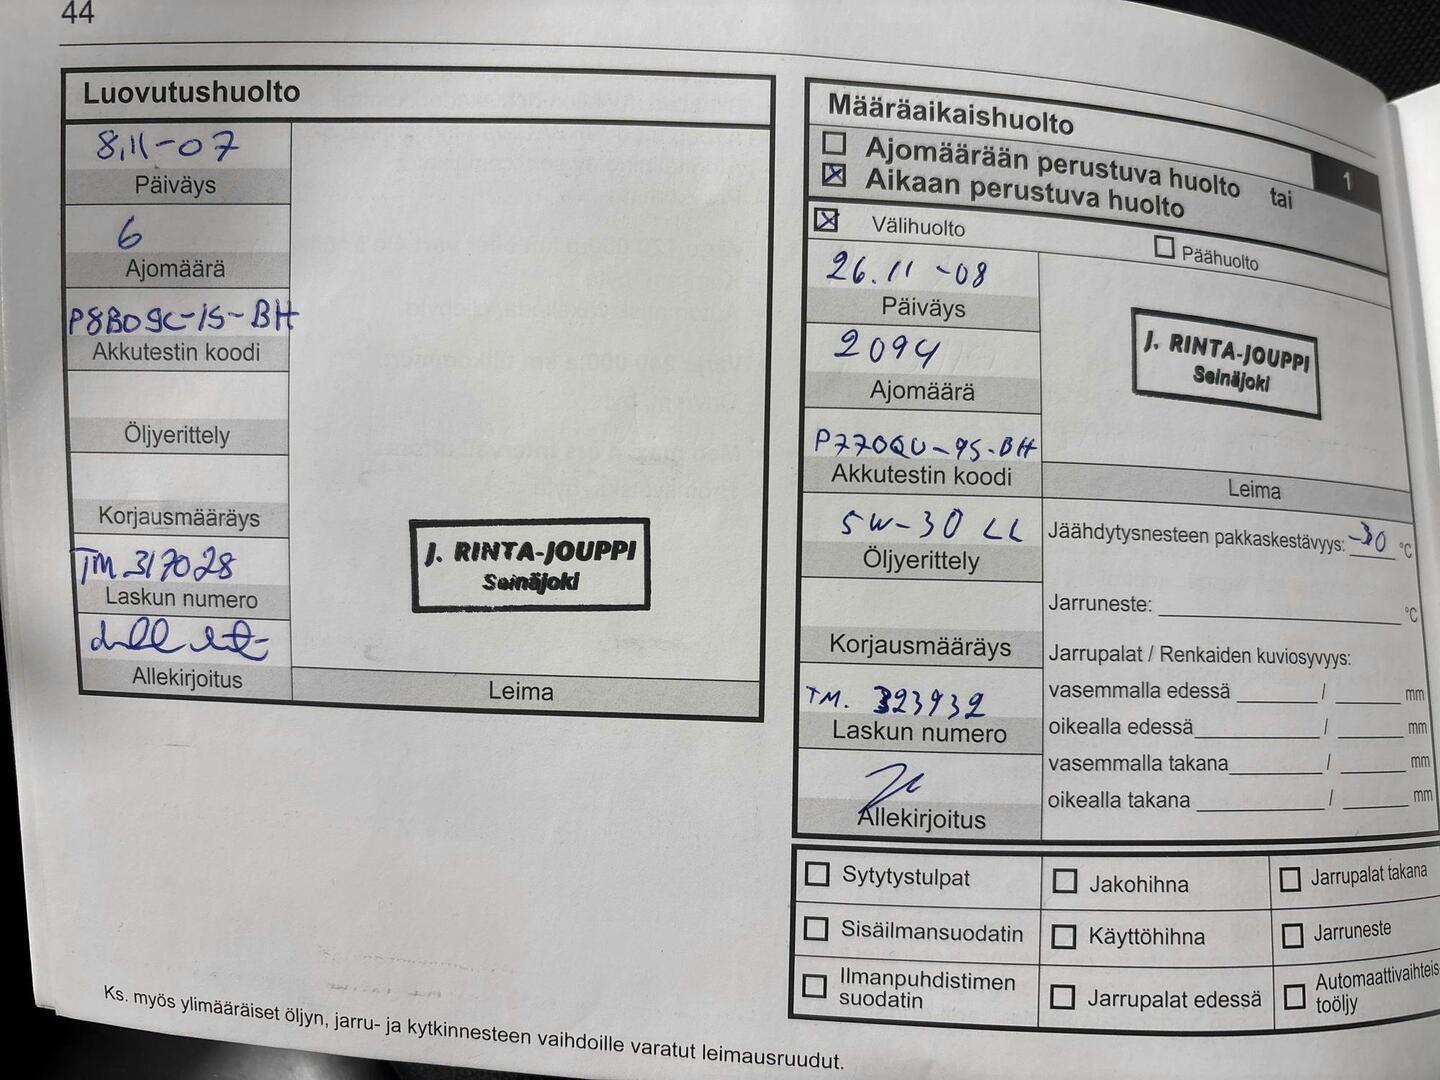 44
Luovutushuolto
8.11-07
Päiväys
6
Ajomäärä
P8B09C-1S-BH
Akkutestin koodi
Öljyerittely
Korjausmääräys
TM 317028
Laskun numero
Allekirjoitus
J. RINTA-JOUPPI
Seinäjoki
Leima
Määräaikaishuolto
Ajomäärään perustuva huolto tai
Aikaan perustuva huolto
1
Välihuolto
Päähuolto
26.11-08
Päiväys
2094
Ajomäärä
P770QU-9S-BH
Akkutestin koodi
5W-30 LL
Öljyerittely
Korjausmääräys
TM. 323932
Laskun numero
Allekirjoitus
J. RINTA-JOUPPI
Seinäjoki
Leima
Jäähdytysnesteen pakkaskestävyys: -30 °C
Jarruneste: °C
Jarrupalat / Renkaiden kuviosyvyys:
vasemmalla edessä / mm
oikealla edessä / mm
vasemmalla takana / mm
oikealla takana / mm
Sytytystulpat
Jakohihna
Jarrupalat takana
Sisäilmansuodatin
Käyttöhihna
Jarruneste
Ilmanpuhdistimen
suodatin
Jarrupalat edessä
Automaattivaihteis
toöljy
Ks. myös ylimääräiset öljyn, jarru- ja kytkinnesteen vaihdoille varatut leimausruudut.